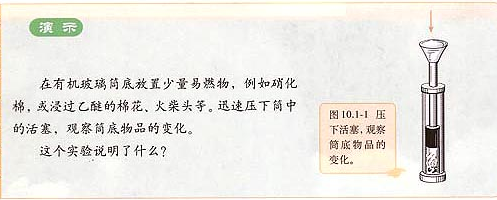 演示
在有机玻璃筒底放置少量易燃物，例如硝化
棉，或浸过乙醚的棉花、火柴头等。迅速压下筒中
的活塞，观察筒底物品的变化。
这个实验说明了什么？
图10.1-1 压
下活塞，观察
筒底物品的
变化。